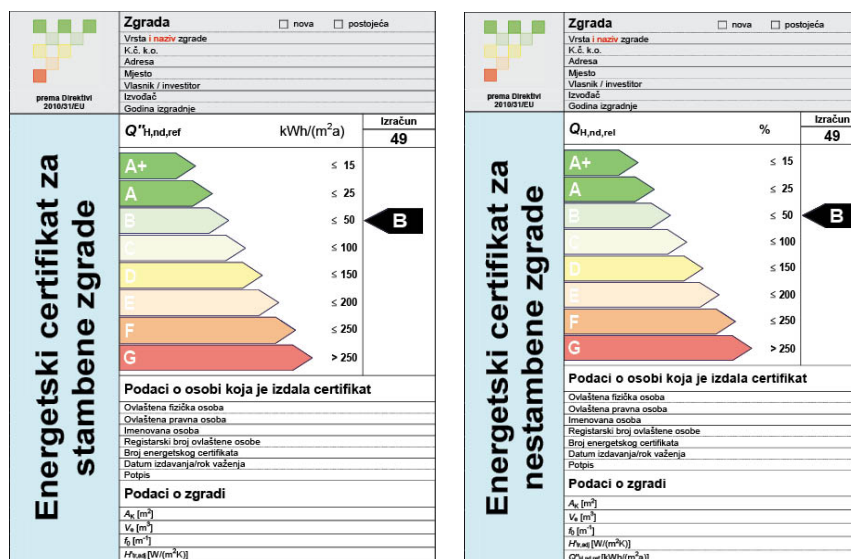 Zgrada nova postojeća
Vrsta i naziv zgrade
K.č. k.o.
Adresa
Mjesto
Vlasnik / investitor
Izvođač
Godina izgradnje
prema Direktivi
2010/31/EU
Energetski certifikat za
stambene zgrade
Q''H,nd,ref kWh/(m²a) Izračun
49
A+ ≤ 15
A ≤ 25
B ≤ 50 B
C ≤ 100
D ≤ 150
E ≤ 200
F ≤ 250
G > 250
Podaci o osobi koja je izdala certifikat
Ovlaštena fizička osoba
Ovlaštena pravna osoba
Imenovana osoba
Registarski broj ovlaštene osobe
Broj energetskog certifikata
Datum izdavanja/rok važenja
Potpis
Podaci o zgradi
AK [m²]
Ve [m³]
f0 [m⁻¹]
H'tr,adj [W/(m²K)]
Zgrada nova postojeća
Vrsta i naziv zgrade
K.č. k.o.
Adresa
Mjesto
Vlasnik / investitor
Izvođač
Godina izgradnje
prema Direktivi
2010/31/EU
Energetski certifikat za
nestambene zgrade
QH,nd,rel % Izračun
49
A+ ≤ 15
A ≤ 25
B ≤ 50 B
C ≤ 100
D ≤ 150
E ≤ 200
F ≤ 250
G > 250
Podaci o osobi koja je izdala certifikat
Ovlaštena fizička osoba
Ovlaštena pravna osoba
Imenovana osoba
Registarski broj ovlaštene osobe
Broj energetskog certifikata
Datum izdavanja/rok važenja
Potpis
Podaci o zgradi
AK [m²]
Ve [m³]
f0 [m⁻¹]
H'tr,adj [W/(m²K)]